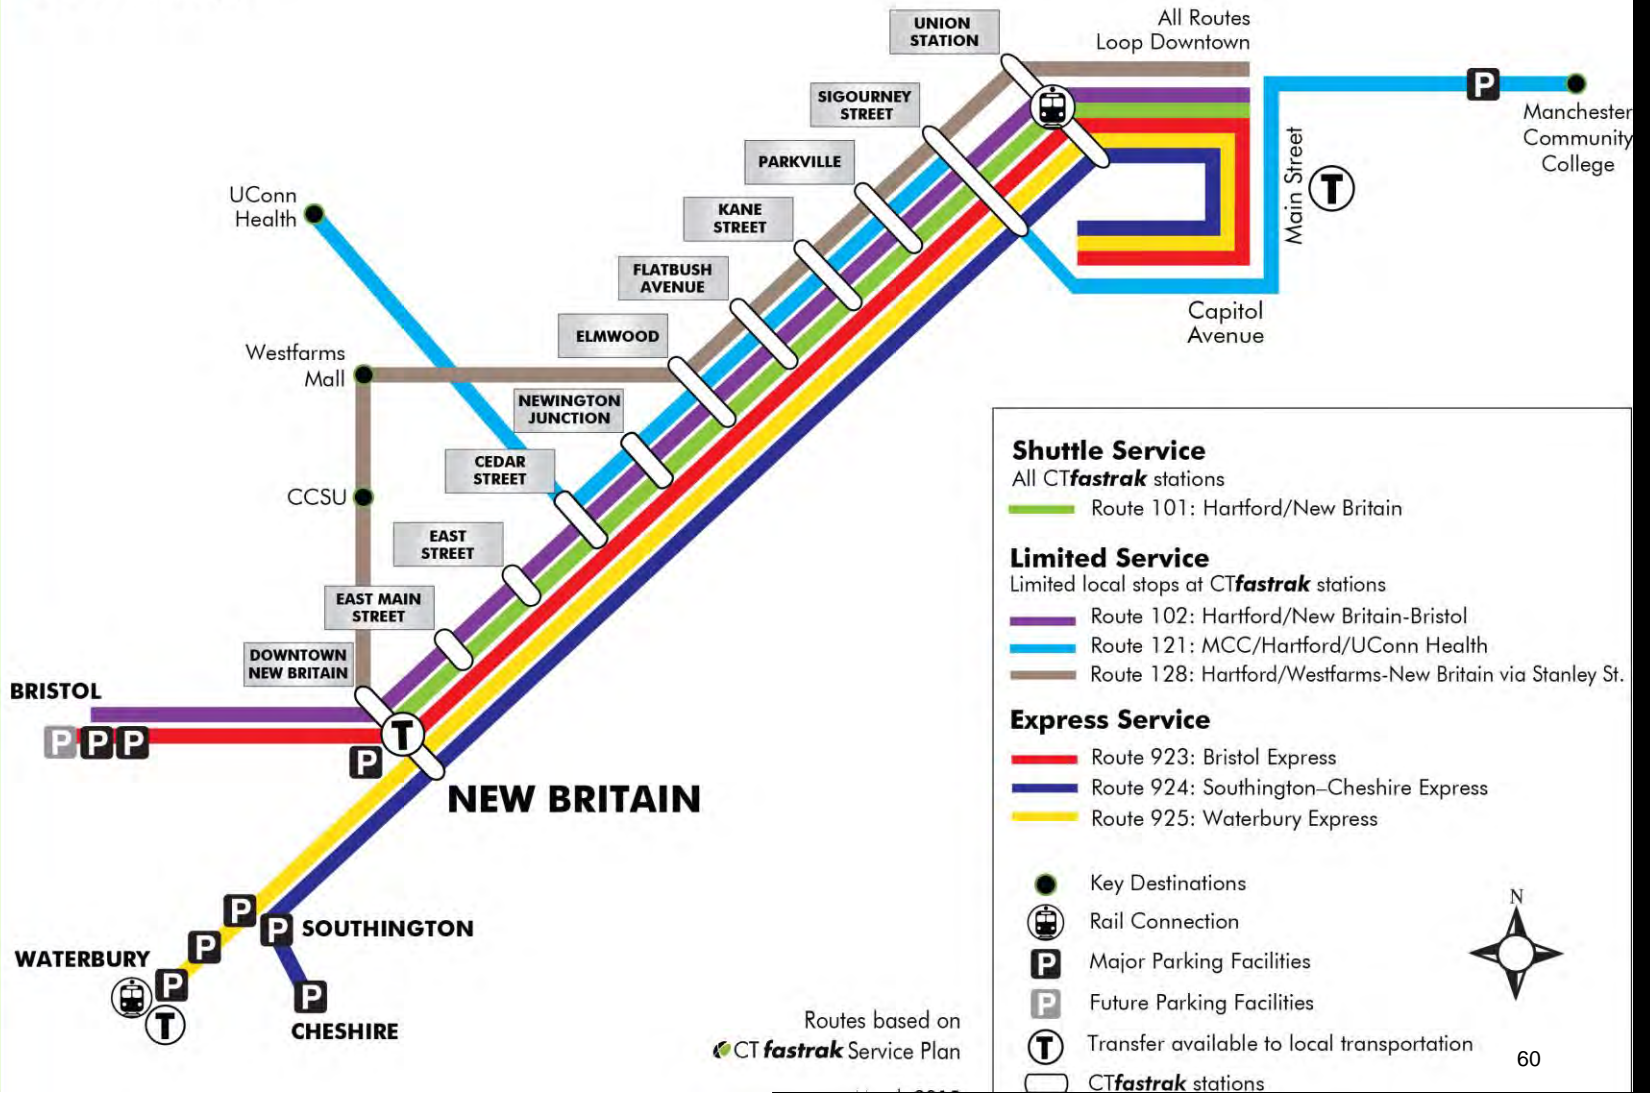 UNION
STATION
All Routes
Loop Downtown
SIGOURNEY
STREET
P
Manchester
Community
College
PARKVILLE
Main Street
T
UConn
Health
KANE
STREET
FLATBUSH
AVENUE
ELMWOOD
Capitol
Avenue
Westfarms
Mall
NEWINGTON
JUNCTION
CEDAR
STREET
CCSU
EAST
STREET
EAST MAIN
STREET
DOWNTOWN
NEW BRITAIN
BRISTOL
P P P
T
P
NEW BRITAIN
P
P SOUTHINGTON
P
WATERBURY
P
P
T
CHESHIRE
Shuttle Service
All CTfastrak stations
Route 101: Hartford/New Britain
Limited Service
Limited local stops at CTfastrak stations
Route 102: Hartford/New Britain-Bristol
Route 121: MCC/Hartford/UConn Health
Route 128: Hartford/Westfarms-New Britain via Stanley St.
Express Service
Route 923: Bristol Express
Route 924: Southington–Cheshire Express
Route 925: Waterbury Express
Key Destinations
Rail Connection
P Major Parking Facilities
P Future Parking Facilities
T Transfer available to local transportation
CTfastrak stations
N
60
Routes based on
CTfastrak Service Plan